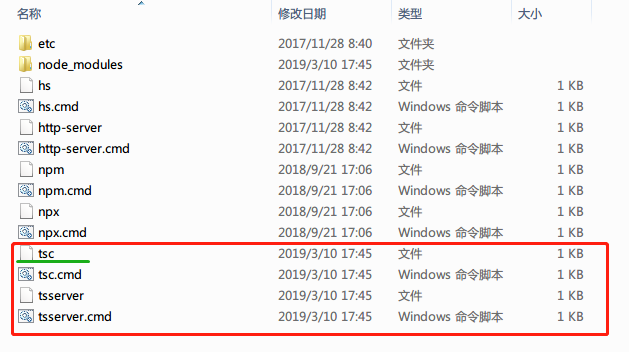 名称 修改日期 类型 大小
etc 2017/11/28 8:40 文件夹
node_modules 2019/3/10 17:45 文件夹
hs 2017/11/28 8:42 文件 1 KB
hs.cmd 2017/11/28 8:42 Windows 命令脚本 1 KB
http-server 2017/11/28 8:42 文件 1 KB
http-server.cmd 2017/11/28 8:42 Windows 命令脚本 1 KB
npm 2018/9/21 17:06 文件 1 KB
npm.cmd 2018/9/21 17:06 Windows 命令脚本 1 KB
npx 2018/9/21 17:06 文件 1 KB
npx.cmd 2018/9/21 17:06 Windows 命令脚本 1 KB
tsc 2019/3/10 17:45 文件 1 KB
tsc.cmd 2019/3/10 17:45 Windows 命令脚本 1 KB
tsserver 2019/3/10 17:45 文件 1 KB
tsserver.cmd 2019/3/10 17:45 Windows 命令脚本 1 KB